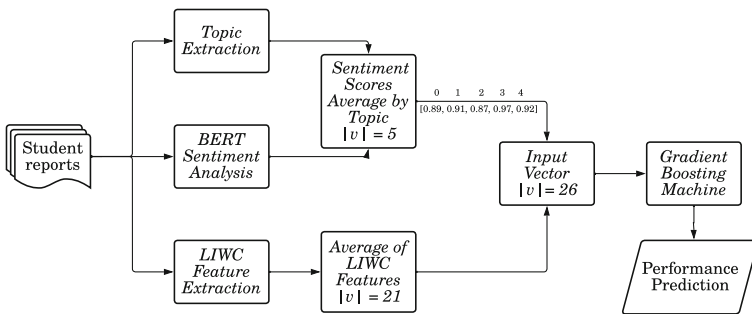 Topic
Extraction
Sentiment
Scores
Average by
Topic
|v| = 5
0 1 2 3 4
[0.89, 0.91, 0.87, 0.97, 0.92]
Student
reports
BERT
Sentiment
Analysis
Input
Vector
|v| = 26
Gradient
Boosting
Machine
LIWC
Feature
Extraction
Average of
LIWC
Features
|v| = 21
Performance
Prediction